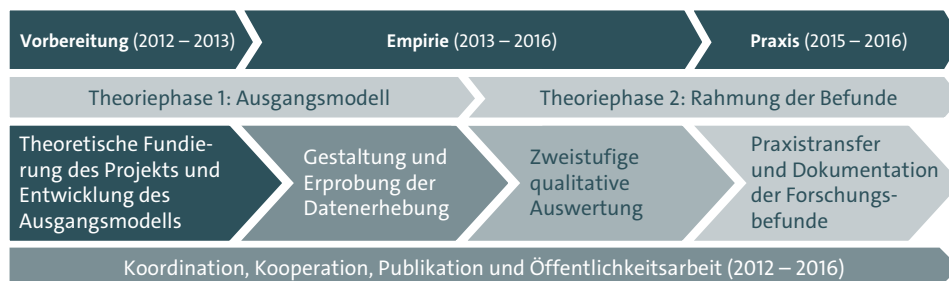 Vorbereitung (2012 – 2013)
Empirie (2013 – 2016)
Praxis (2015 – 2016)
Theoriephase 1: Ausgangsmodell
Theoriephase 2: Rahmung der Befunde
Theoretische Fundie-
rung des Projekts und
Entwicklung des
Ausgangsmodells
Gestaltung und
Erprobung der
Datenerhebung
Zweistufige
qualitative
Auswertung
Praxistransfer
und Dokumentation
der Forschungs-
befunde
Koordination, Kooperation, Publikation und Öffentlichkeitsarbeit (2012 – 2016)